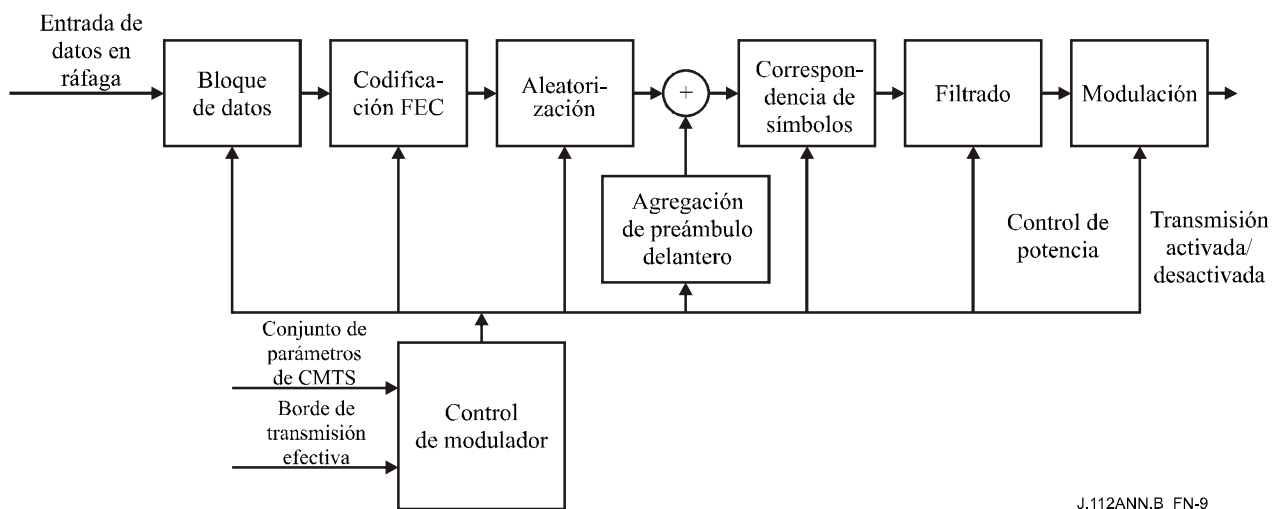 Entrada de
datos en
ráfaga
Bloque
de datos
Codifica-
ción FEC
Aleatori-
zación
+
Correspon-
dencia de
símbolos
Filtrado
Modulación
Agregación
de preámbulo
delantero
Control de
potencia
Transmisión
activada/
desactivada
Conjunto de
parámetros
de CMTS
Borde de
transmisión
efectiva
Control
de modulador
J.112ANN.B_FN-9